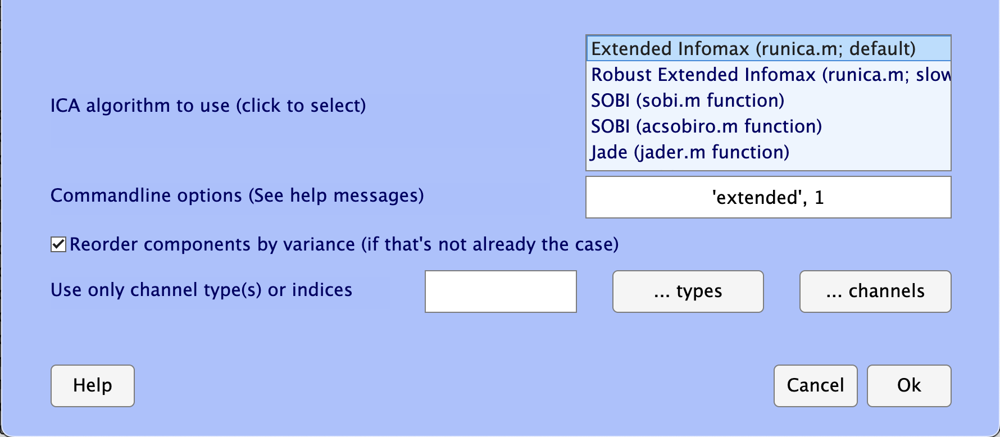 Extended Infomax (runica.m; default)
Robust Extended Infomax (runica.m; slow
SOBI (sobi.m function)
ICA algorithm to use (click to select)
SOBI (acsobiro.m function)
Jade (jader.m function)
Commandline options (See help messages)
'extended', 1
Reorder components by variance (if that's not already the case)
Use only channel type(s) or indices
... types
... channels
Help
Cancel
Ok